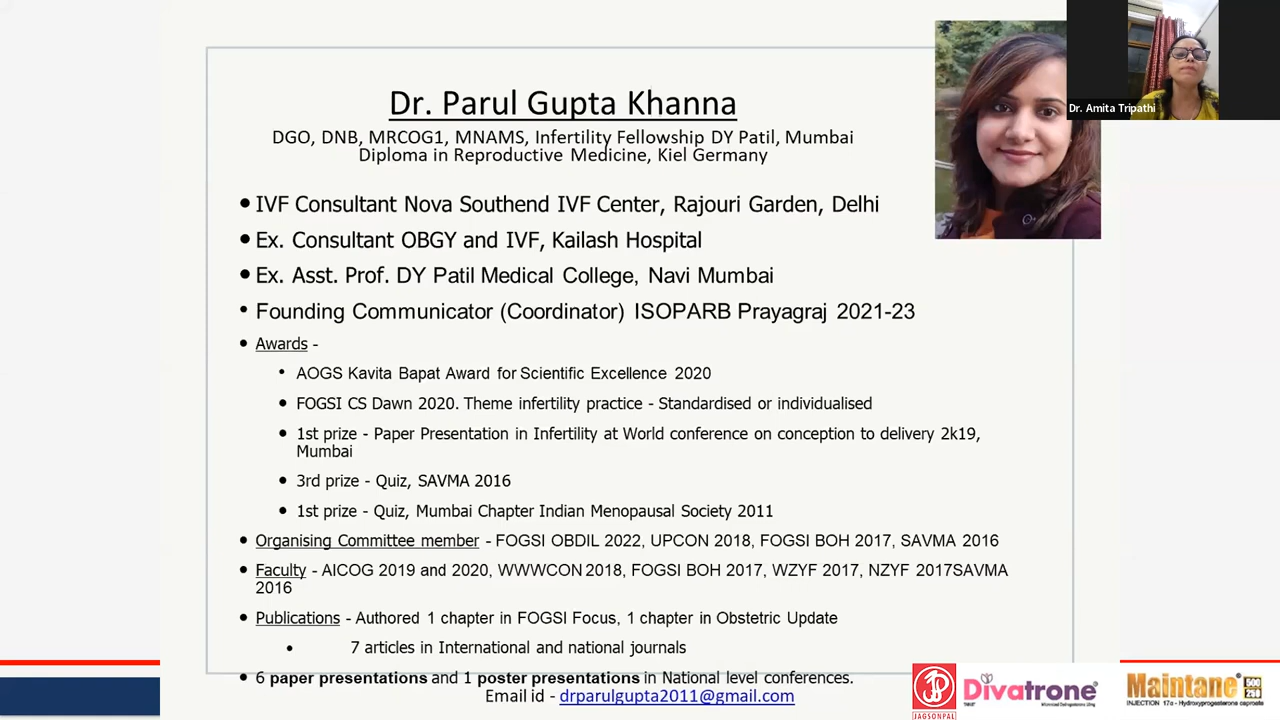 Dr. Parul Gupta Khanna
DGO, DNB, MRCOG1, MNAMS, Infertility Fellowship DY Patil, Mumbai
Diploma in Reproductive Medicine, Kiel Germany
Dr. Amita Tripathi
• IVF Consultant Nova Southend IVF Center, Rajouri Garden, Delhi
• Ex. Consultant OBGY and IVF, Kailash Hospital
• Ex. Asst. Prof. DY Patil Medical College, Navi Mumbai
• Founding Communicator (Coordinator) ISOPARB Prayagraj 2021-23
• Awards -
• AOGS Kavita Bapat Award for Scientific Excellence 2020
• FOGSI CS Dawn 2020. Theme infertility practice - Standardised or individualised
• 1st prize - Paper Presentation in Infertility at World conference on conception to delivery 2k19,
Mumbai
• 3rd prize - Quiz, SAVMA 2016
• 1st prize - Quiz, Mumbai Chapter Indian Menopausal Society 2011
• Organising Committee member - FOGSI OBDIL 2022, UPCON 2018, FOGSI BOH 2017, SAVMA 2016
• Faculty - AICOG 2019 and 2020, WWWCON 2018, FOGSI BOH 2017, WZYF 2017, NZYF 2017SAVMA
2016
• Publications - Authored 1 chapter in FOGSI Focus, 1 chapter in Obstetric Update
• 7 articles in International and national journals
• 6 paper presentations and 1 poster presentations in National level conferences.
Email id - drparulgupta2011@gmail.com
JAGSONPAL
Divatrone
Maintane 500 250
INJECTION 17α - Hydroxyprogesterone caproate